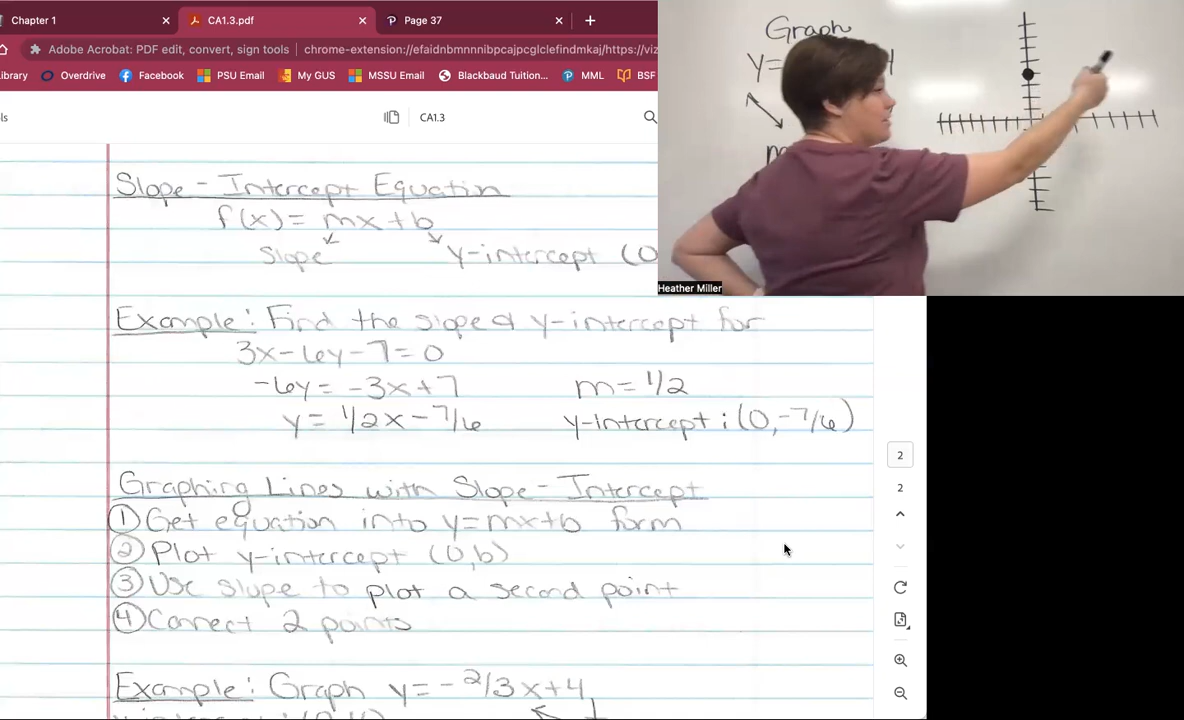 Chapter 1
CA1.3.pdf
Page 37
Adobe Acrobat: PDF edit, convert, sign tools
chrome-extension://efaidnbmnnnibpcajpcglclefindmkaj/https://viz
Library Overdrive Facebook PSU Email My GUS MSSU Email Blackbaud Tuition... MML BSF
CA1.3
Graph
y=
Heather Miller
Slope-Intercept Equation
f(x) = mx+b
slope y-intercept (0
Example: Find the slope & y-intercept for
3x-6y-7=0
-6y = -3x+7 m = 1/2
y = 1/2x - 7/6 y-intercept: (0,-7/6)
Graphing Lines with Slope-Intercept
① Get equation into y=mx+b form
② Plot y-intercept (0,b)
③ Use slope to plot a second point
④ Connect 2 points
Example: Graph y = -2/3x+4
2
2